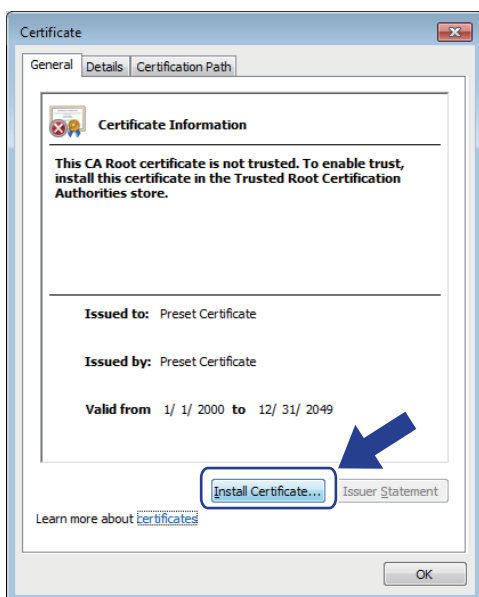 Certificate
General Details Certification Path
Certificate Information
This CA Root certificate is not trusted. To enable trust,
install this certificate in the Trusted Root Certification
Authorities store.
Issued to: Preset Certificate
Issued by: Preset Certificate
Valid from 1/ 1/ 2000 to 12/ 31/ 2049
Install Certificate... Issuer Statement
Learn more about certificates
OK